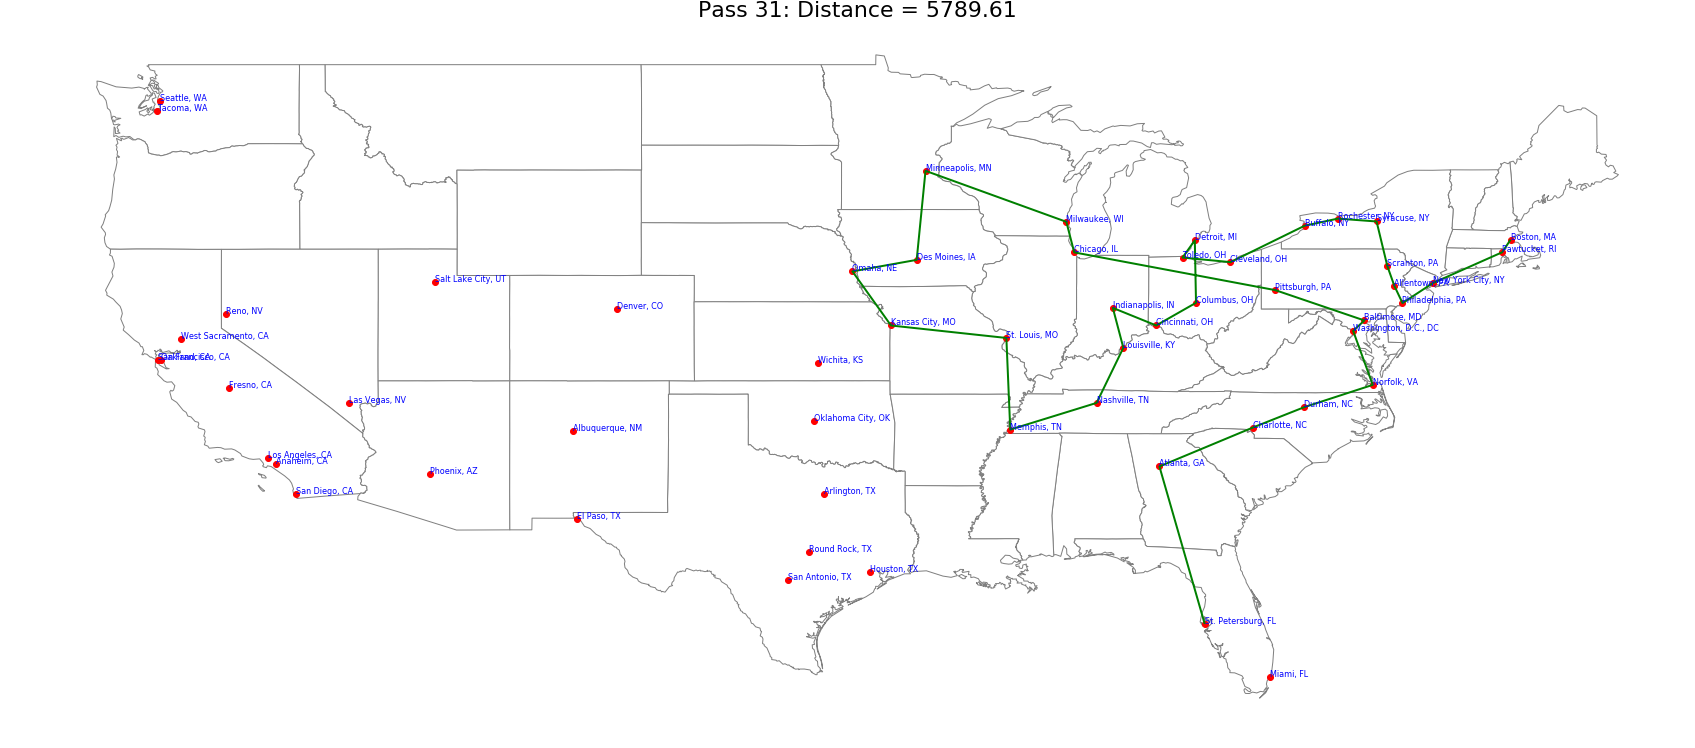 Pass 31: Distance = 5789.61
Seattle, WA
Tacoma, WA
Minneapolis, MN
Milwaukee, WI
Buffalo, NY
Rochester, NY
Syracuse, NY
Detroit, MI
Boston, MA
Pawtucket, RI
Chicago, IL
Toledo, OH
Cleveland, OH
Des Moines, IA
Omaha, NE
Scranton, PA
Salt Lake City, UT
Allentown, PA
New York City, NY
Pittsburgh, PA
Philadelphia, PA
Reno, NV
Denver, CO
Indianapolis, IN
Columbus, OH
Kansas City, MO
Cincinnati, OH
Baltimore, MD
Washington, D.C., DC
West Sacramento, CA
St. Louis, MO
Louisville, KY
San Francisco, CA
Oakland, CA
Wichita, KS
Fresno, CA
Norfolk, VA
Las Vegas, NV
Nashville, TN
Durham, NC
Oklahoma City, OK
Albuquerque, NM
Memphis, TN
Charlotte, NC
Los Angeles, CA
Anaheim, CA
Phoenix, AZ
Atlanta, GA
San Diego, CA
Arlington, TX
El Paso, TX
Round Rock, TX
Houston, TX
San Antonio, TX
St. Petersburg, FL
Miami, FL